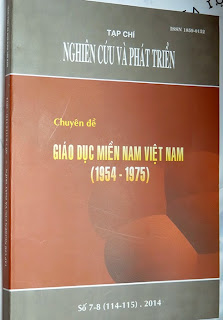 TẠP CHÍ
ISSN 1859-0152
NGHIÊN CỨU VÀ PHÁT TRIỂN
Chuyên đề
GIÁO DỤC MIỀN NAM VIỆT NAM
(1954 - 1975)
Số 7-8 (114-115) , 2014